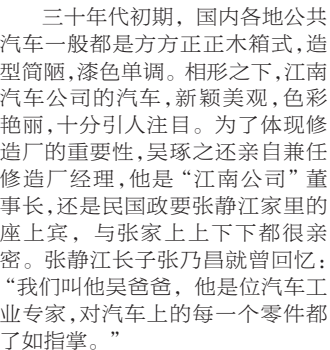 三十年代初期，国内各地公共
汽车一般都是方方正正木箱式，造
型简陋，漆色单调。相形之下，江南
汽车公司的汽车，新颖美观，色彩
艳丽，十分引人注目。为了体现修
造厂的重要性，吴琢之还亲自兼任
修造厂经理，他是“江南公司”董
事长，还是民国政要张静江家里的
座上宾，与张家上上下下都很亲
密。张静江长子张乃昌就曾回忆：
“我们叫他吴爸爸，他是位汽车工
业专家，对汽车上的每一个零件都
了如指掌。”